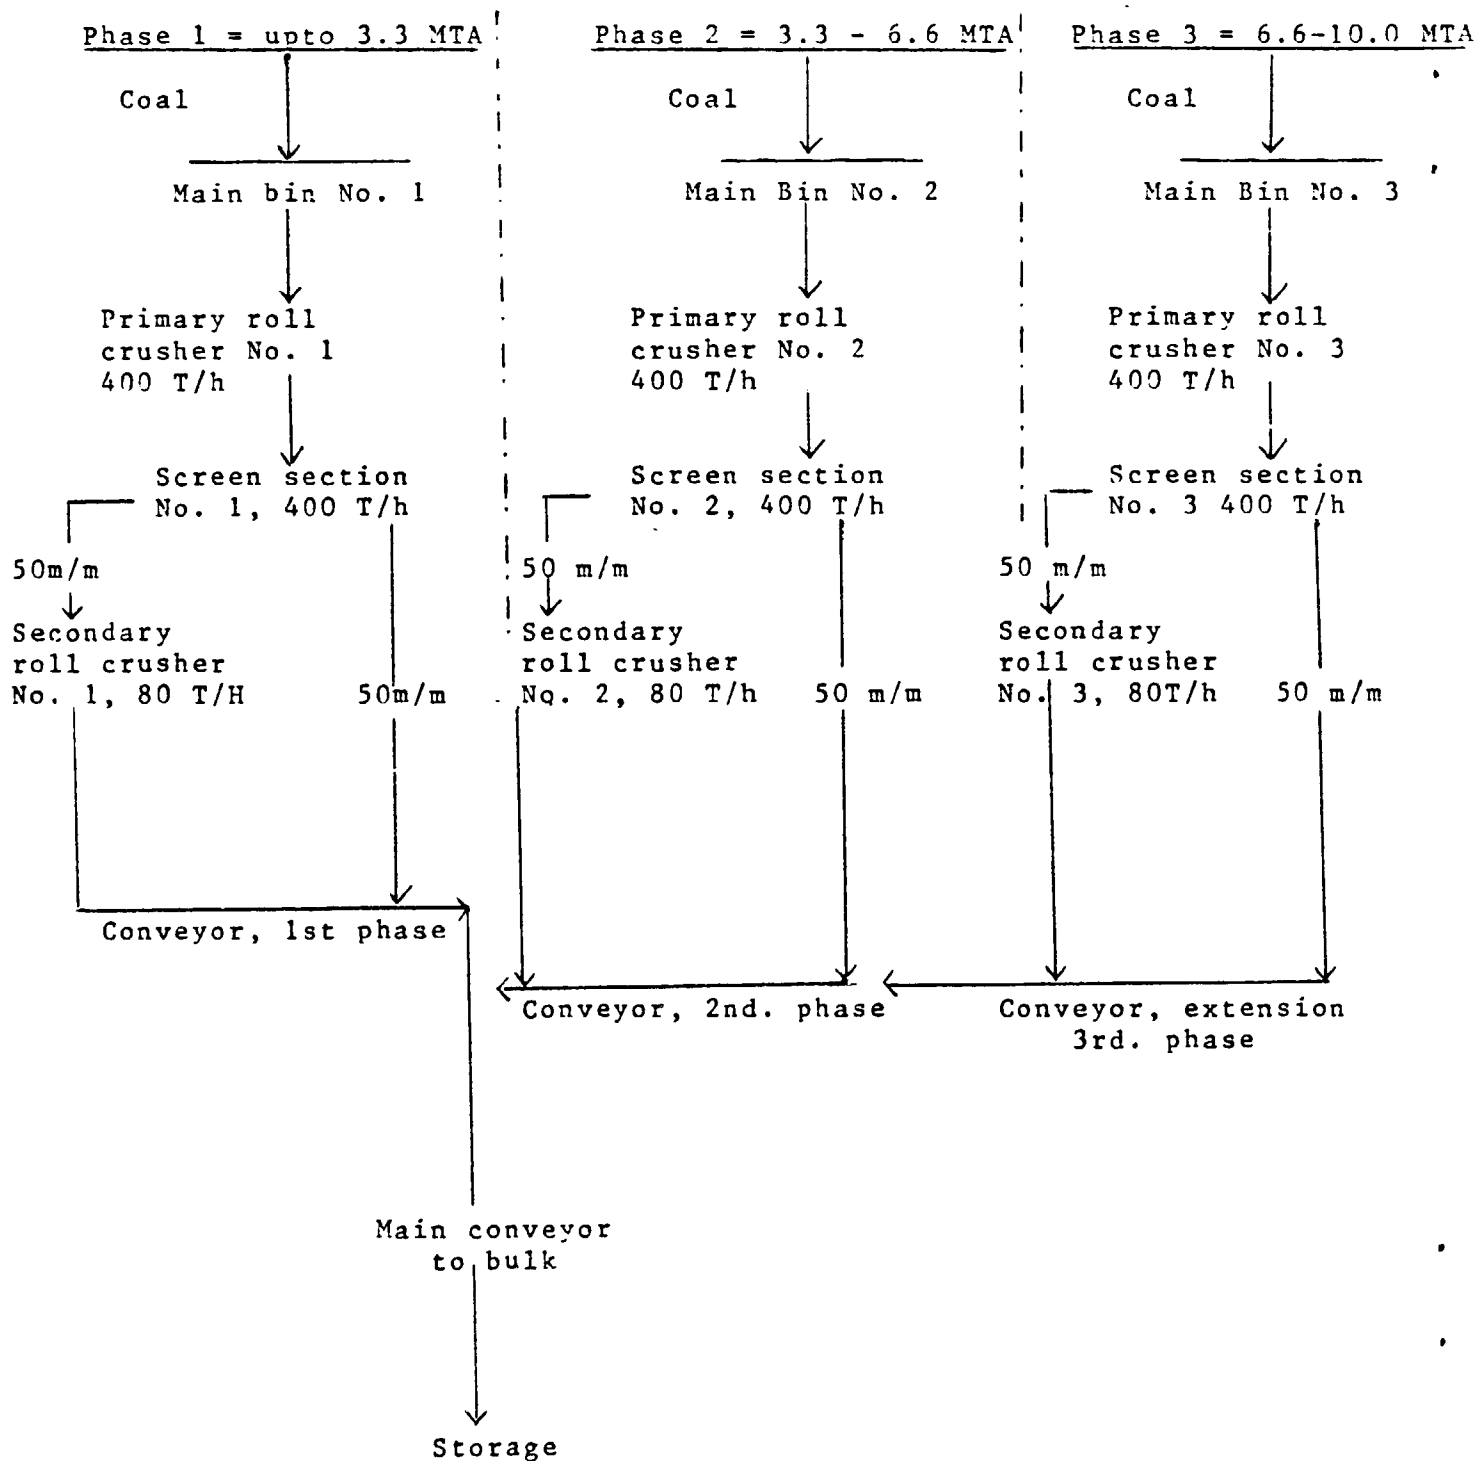 Phase 1 = upto 3.3 MTA
Coal
Main bin No. 1
Primary roll
crusher No. 1
400 T/h
Screen section
No. 1, 400 T/h
50m/m
Secondary
roll crusher
No. 1, 80 T/H
50m/m
Conveyor, 1st phase
Phase 2 = 3.3 - 6.6 MTA
Coal
Main Bin No. 2
Primary roll
crusher No. 2
400 T/h
Screen section
No. 2, 400 T/h
50 m/m
Secondary
roll crusher
No. 2, 80 T/h
50 m/m
Conveyor, 2nd. phase
Phase 3 = 6.6-10.0 MTA
Coal
Main Bin No. 3
Primary roll
crusher No. 3
400 T/h
Screen section
No. 3 400 T/h
50 m/m
Secondary
roll crusher
No. 3, 80T/h
50 m/m
Conveyor, extension
3rd. phase
Main conveyor
to bulk
Storage